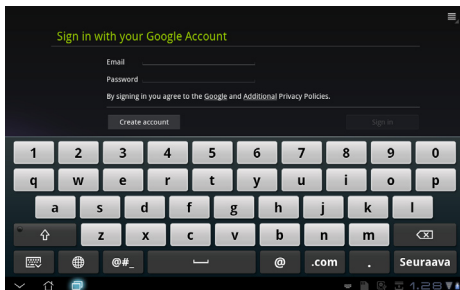 Sign in with your Google Account
Email
Password
By signing in you agree to the Google and Additional Privacy Policies.
Create account Sign in
1 2 3 4 5 6 7 8 9 0
q w e r t y u i o p
a s d f g h j k l
z x c v b n m
@#_ @ .com . Seuraava
1:28